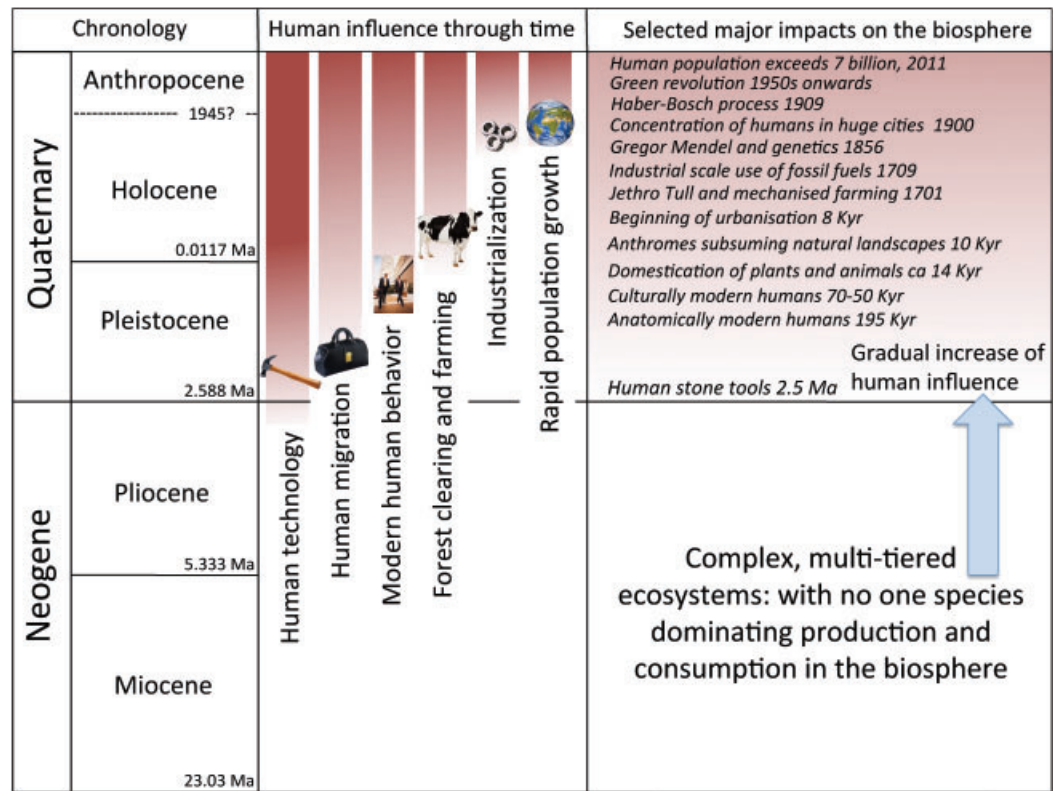 Chronology
Human influence through time
Selected major impacts on the biosphere
Quaternary
Anthropocene
1945?
Holocene
0.0117 Ma
Pleistocene
2.588 Ma
Neogene
Pliocene
5.333 Ma
Miocene
23.03 Ma
Human technology
Human migration
Modern human behavior
Forest clearing and farming
Industrialization
Rapid population growth
Human population exceeds 7 billion, 2011
Green revolution 1950s onwards
Haber-Bosch process 1909
Concentration of humans in huge cities 1900
Gregor Mendel and genetics 1856
Industrial scale use of fossil fuels 1709
Jethro Tull and mechanised farming 1701
Beginning of urbanisation 8 Kyr
Anthromes subsuming natural landscapes 10 Kyr
Domestication of plants and animals ca 14 Kyr
Culturally modern humans 70-50 Kyr
Anatomically modern humans 195 Kyr
Gradual increase of
human influence
Human stone tools 2.5 Ma
Complex, multi-tiered
ecosystems: with no one species
dominating production and
consumption in the biosphere